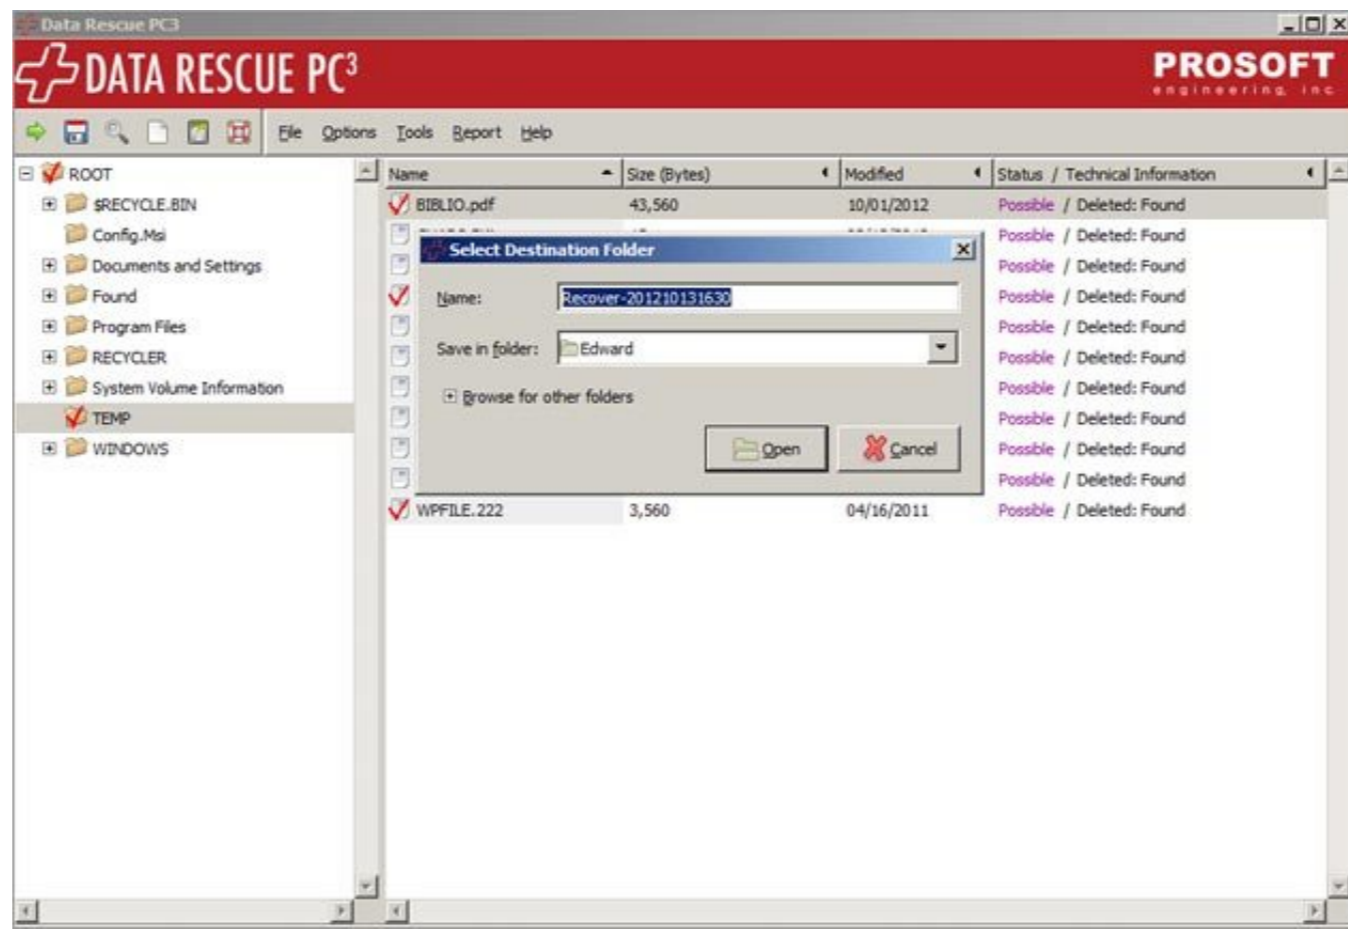 Data Rescue PC3
DATA RESCUE PC³
PROSOFT
engineering, inc
File Options Tools Report Help
ROOT
$RECYCLE.BIN
Config.Msi
Documents and Settings
Found
Program Files
RECYCLER
System Volume Information
TEMP
WINDOWS
Name Size (Bytes) Modified Status / Technical Information
BIBLIO.pdf 43,560 10/01/2012 Possible / Deleted: Found
Possible / Deleted: Found
Possible / Deleted: Found
Possible / Deleted: Found
Possible / Deleted: Found
Possible / Deleted: Found
Possible / Deleted: Found
Possible / Deleted: Found
Possible / Deleted: Found
Possible / Deleted: Found
WPFILE.222 3,560 04/16/2011 Possible / Deleted: Found
Select Destination Folder
Name: Recover-201210131630
Save in folder: Edward
Browse for other folders
Open Cancel